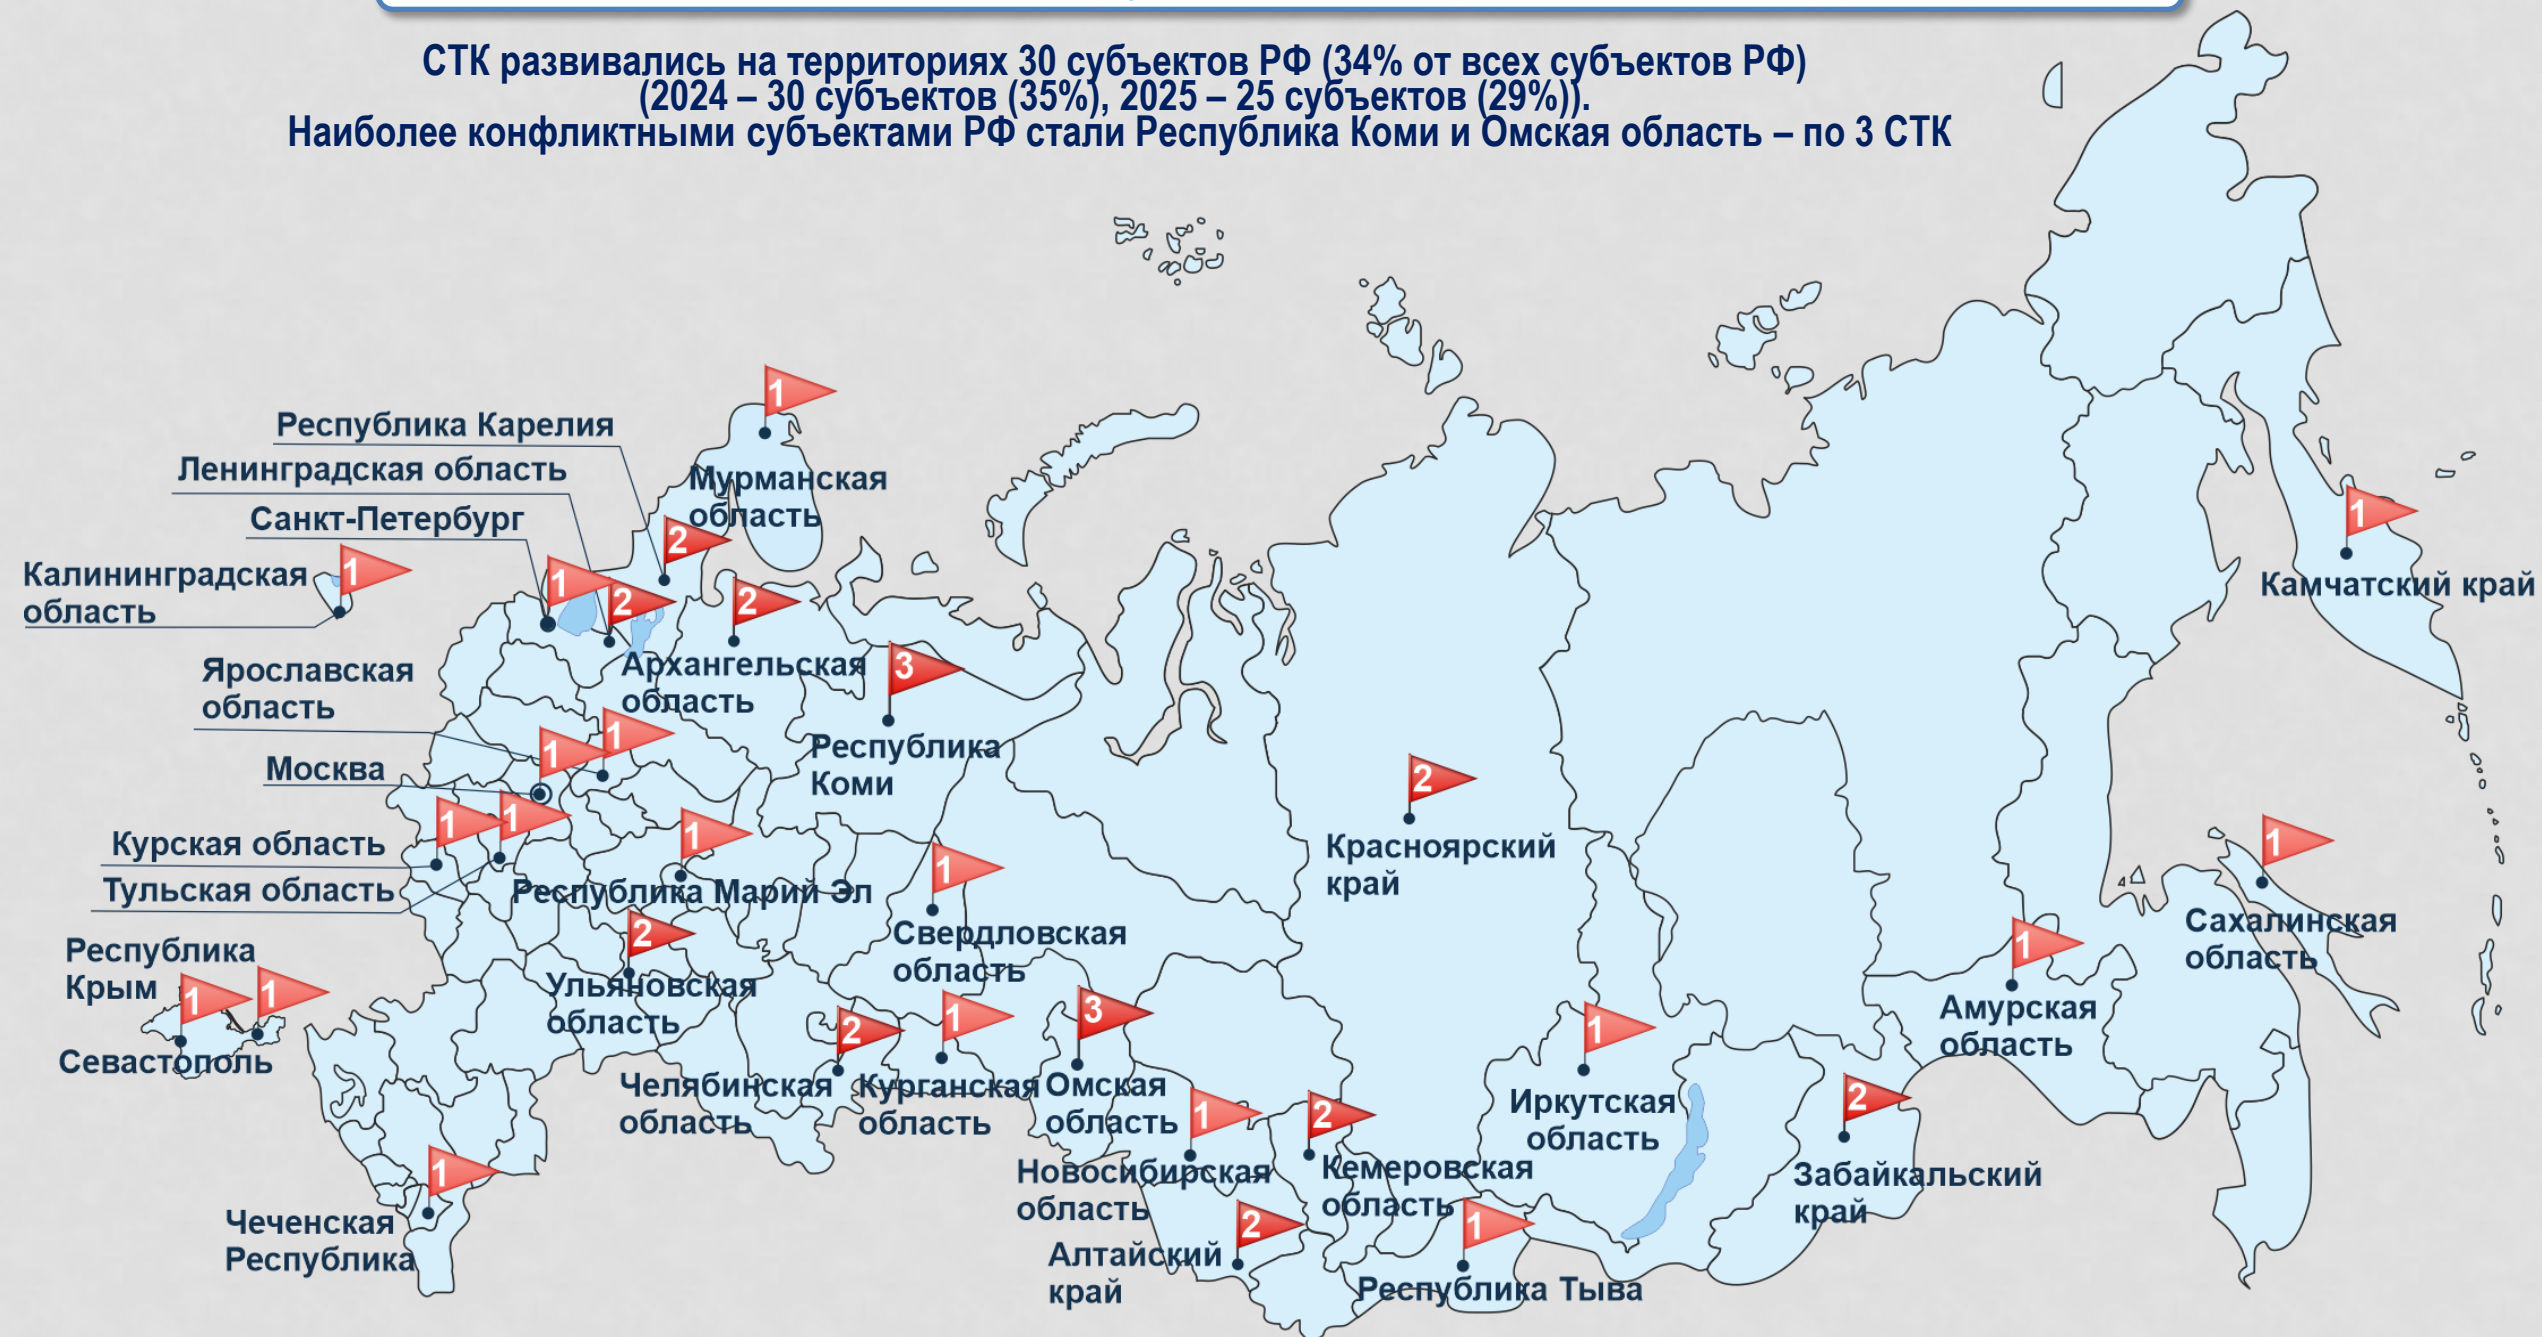 СТК развивались на территориях 30 субъектов РФ (34% от всех субъектов РФ)
(2024 – 30 субъектов (35%), 2025 – 25 субъектов (29%)).
Наиболее конфликтными субъектами РФ стали Республика Коми и Омская область – по 3 СТК
1
Республика Карелия
Ленинградская область
Мурманская
область
Санкт-Петербург
1
2
Калининградская
область
1
1
2
2
Камчатский край
Ярославская
область
Архангельская
область
3
1
1
Республика
Коми
Москва
2
Красноярский
край
1
1
Курская область
1
1
Тульская область
Республика Марий Эл
1
Свердловская
область
Сахалинская
область
2
1
Республика
Крым
1
1
Ульяновская
область
Амурская
область
Севастополь
2
1
3
1
Челябинская
область
Курганская
область
Омская
область
1
2
Иркутская
область
2
Новосибирская
область
Кемеровская
область
Забайкальский
край
1
Чеченская
Республика
2
1
Алтайский
край
Республика Тыва